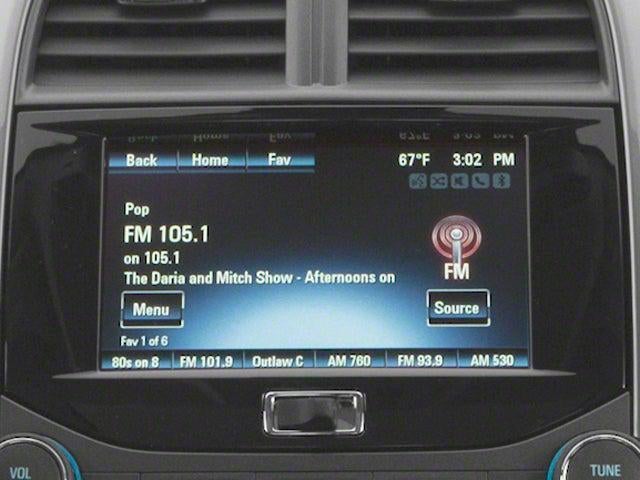 Back Home Fav 67°F 3:02 PM
Pop
FM 105.1
on 105.1
The Daria and Mitch Show - Afternoons on
FM
Menu
Source
Fav 1 of 6
80s on 8 FM 101.9 Outlaw C AM 760 FM 93.9 AM 530
VOL
TUNE